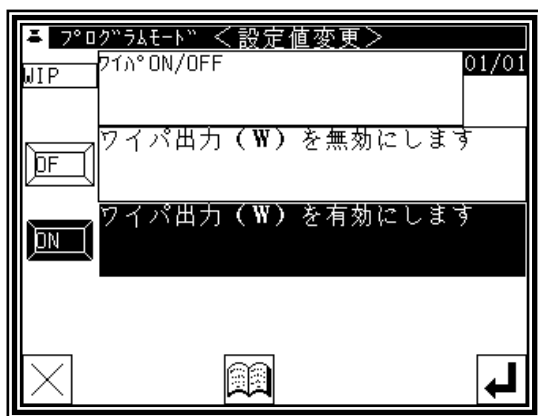 プログラムモード <設定値変更>
WIP
ワイパON/OFF
01/01
OF
ワイパ出力(W)を無効にします
ON
ワイパ出力(W)を有効にします